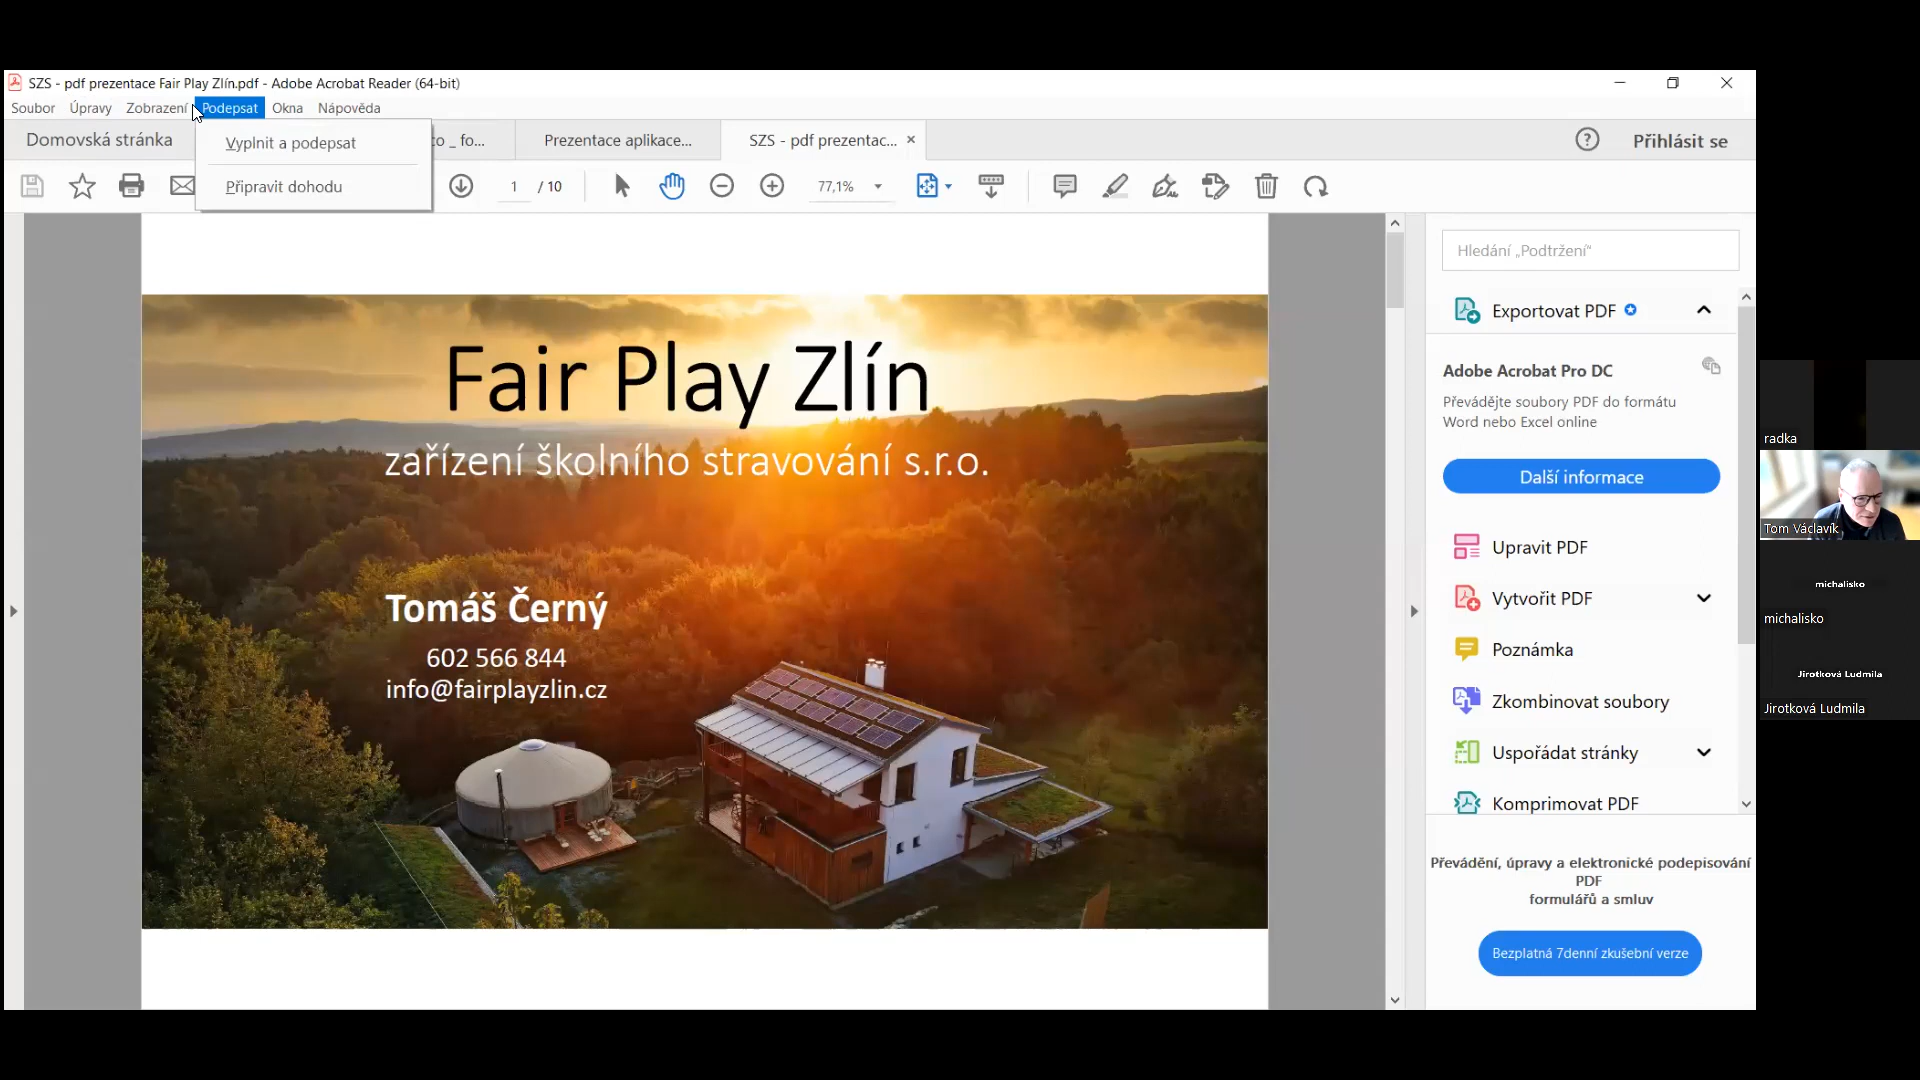 SZS - pdf prezentace Fair Play Zlín.pdf - Adobe Acrobat Reader (64-bit)
Soubor Úpravy Zobrazení Podepsat Okna Nápověda
Domovská stránka
co _ fo...
Prezentace aplikace...
SZS - pdf prezentac...
Přihlásit se
Vyplnit a podepsat
Připravit dohodu
1 / 10
77,1%
Fair Play Zlín
zařízení školního stravování s.r.o.
Tomáš Černý
602 566 844
info@fairplayzlin.cz
Hledání „Podtržení“
Exportovat PDF
Adobe Acrobat Pro DC
Převádějte soubory PDF do formátu
Word nebo Excel online
Další informace
Upravit PDF
Vytvořit PDF
Poznámka
Zkombinovat soubory
Uspořádat stránky
Komprimovat PDF
Převádění, úpravy a elektronické podepisování
PDF
formulářů a smluv
Bezplatná 7denní zkušební verze
radka
Tom Václavík
michalisko
michalisko
Jirotková Ludmila
Jirotková Ludmila